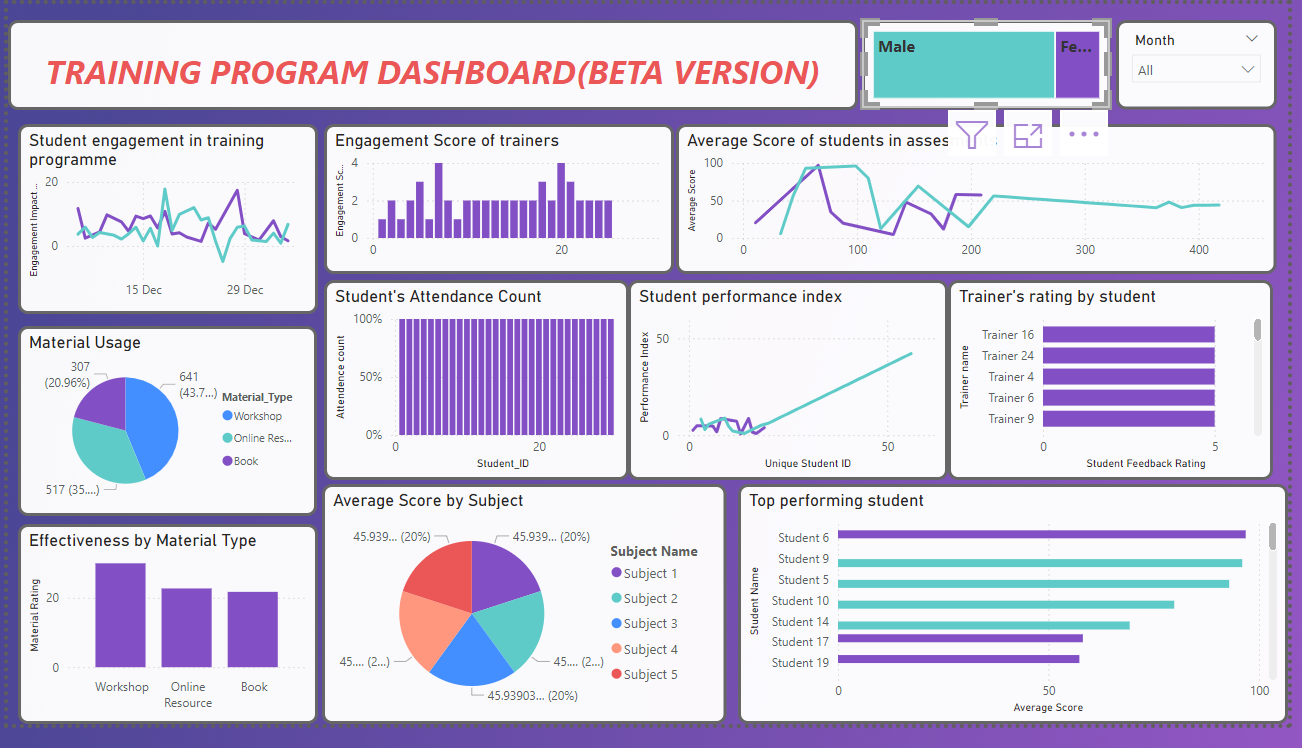 TRAINING PROGRAM DASHBOARD(BETA VERSION)
Male
Fe...
Month
All
Student engagement in training
programme
Engagement Impact ...
20
0
15 Dec
29 Dec
Engagement Score of trainers
Engagement Sc...
4
2
0
0
20
Average Score of students in asses
Average Score
100
50
0
0
100
200
300
400
Material Usage
307
(20.96%)
641
(43.7...)
517 (35....)
Material_Type
Workshop
Online Res...
Book
Student's Attendance Count
Attendence count
100%
50%
0%
0
20
Student_ID
Student performance index
Performance Index
50
0
0
50
Unique Student ID
Trainer's rating by student
Trainer name
Trainer 16
Trainer 24
Trainer 4
Trainer 6
Trainer 9
0
5
Student Feedback Rating
Effectiveness by Material Type
Material Rating
20
0
Workshop
Online
Resource
Book
Average Score by Subject
45.939... (20%)
45.939... (20%)
45.... (2...)
45.... (2...)
45.93903... (20%)
Subject Name
Subject 1
Subject 2
Subject 3
Subject 4
Subject 5
Top performing student
Student Name
Student 6
Student 9
Student 5
Student 10
Student 14
Student 17
Student 19
0
50
100
Average Score